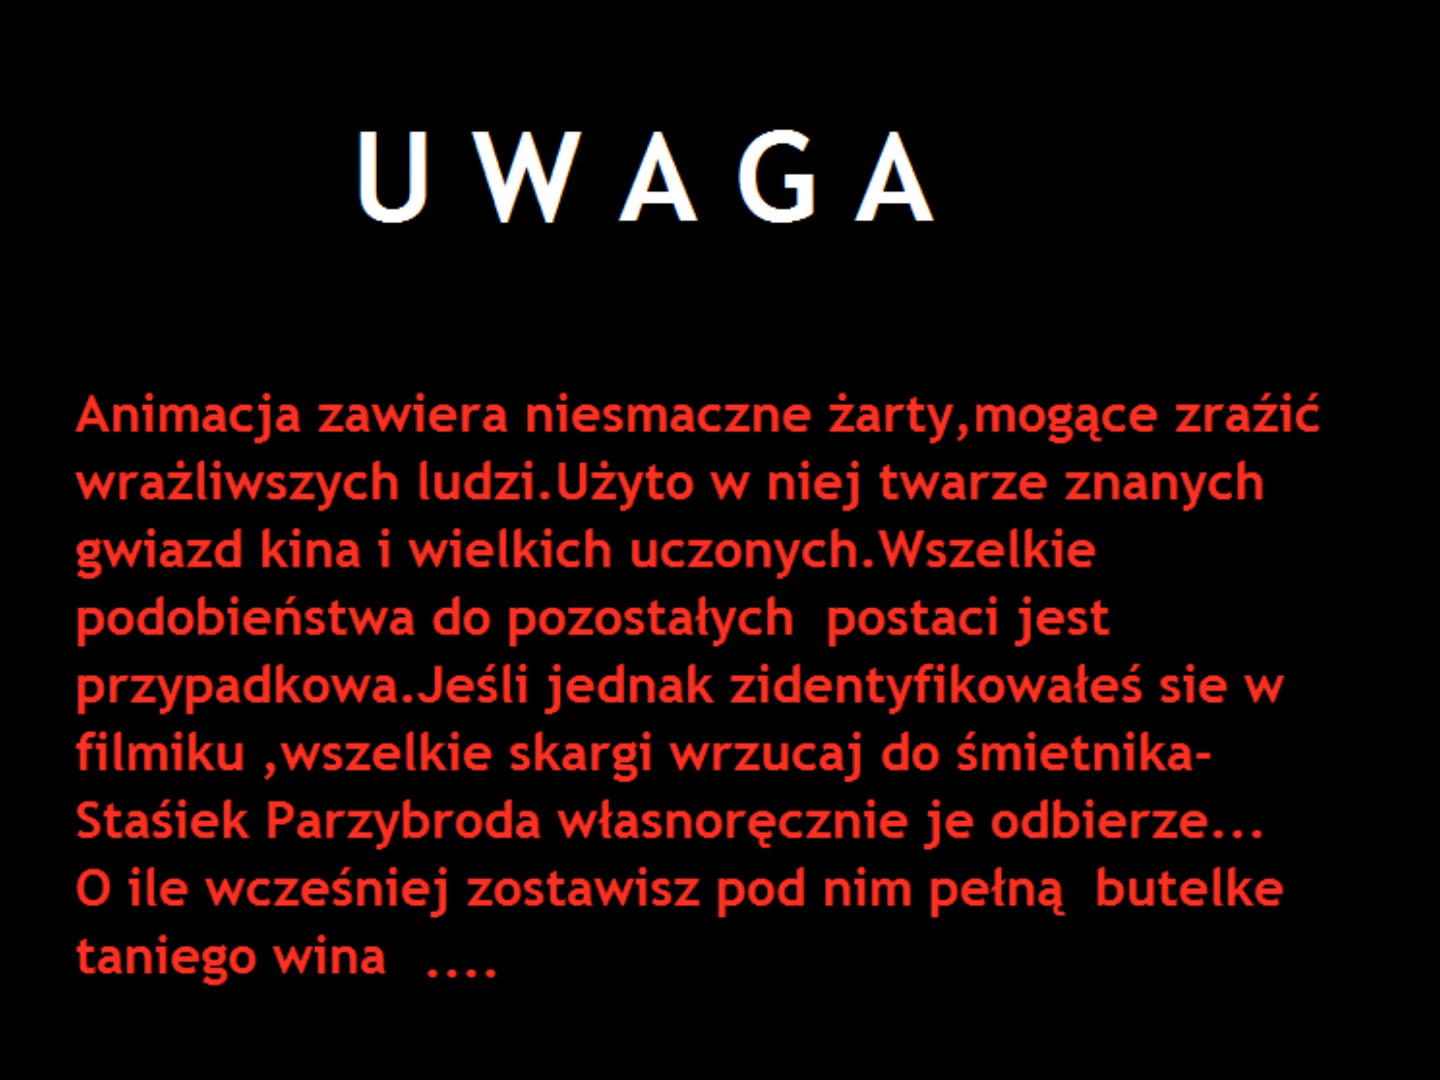 U W A G A
Animacja zawiera niesmaczne żarty,mogące zraźić
wrażliwszych ludzi.Użyto w niej twarze znanych
gwiazd kina i wielkich uczonych.Wszelkie
podobieństwa do pozostałych  postaci jest
przypadkowa.Jeśli jednak zidentyfikowałeś sie w
filmiku ,wszelkie skargi wrzucaj do śmietnika-
Staśiek Parzybroda własnoręcznie je odbierze...
O ile wcześniej zostawisz pod nim pełną  butelke
taniego wina  ....